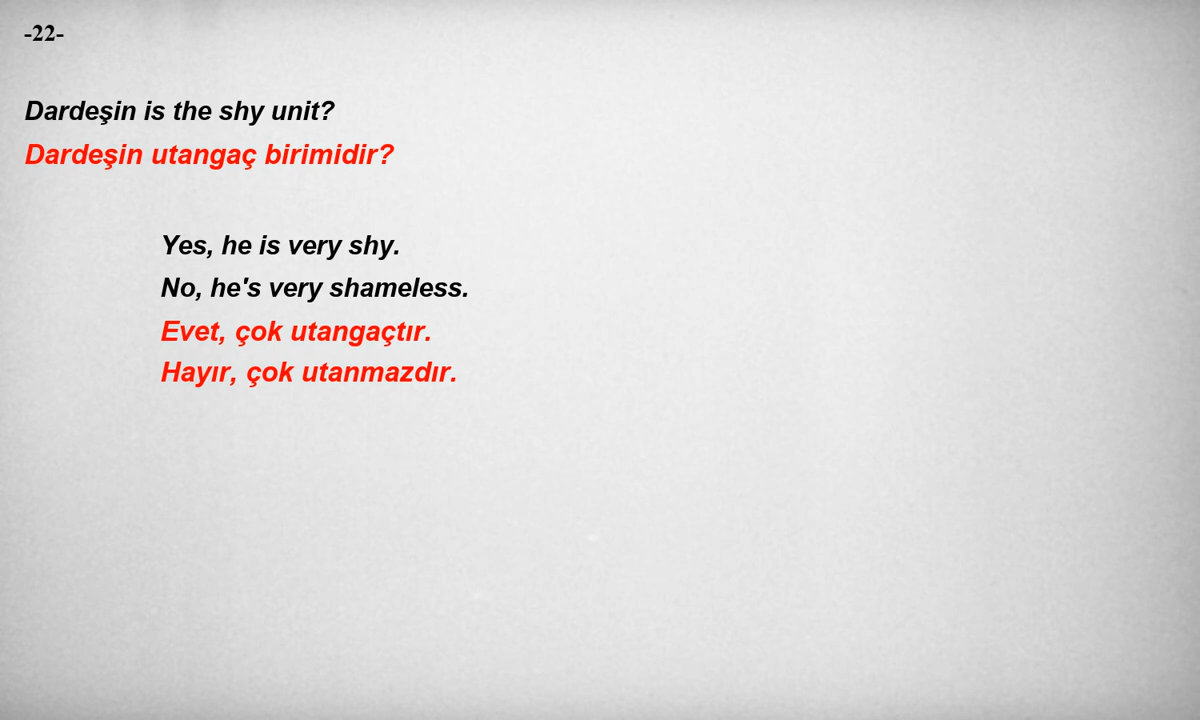 -22-
Dardeşin is the shy unit?
Dardeşin utangaç birimidir?
Yes, he is very shy.
No, he's very shameless.
Evet, çok utangaçtır.
Hayır, çok utanmazdır.